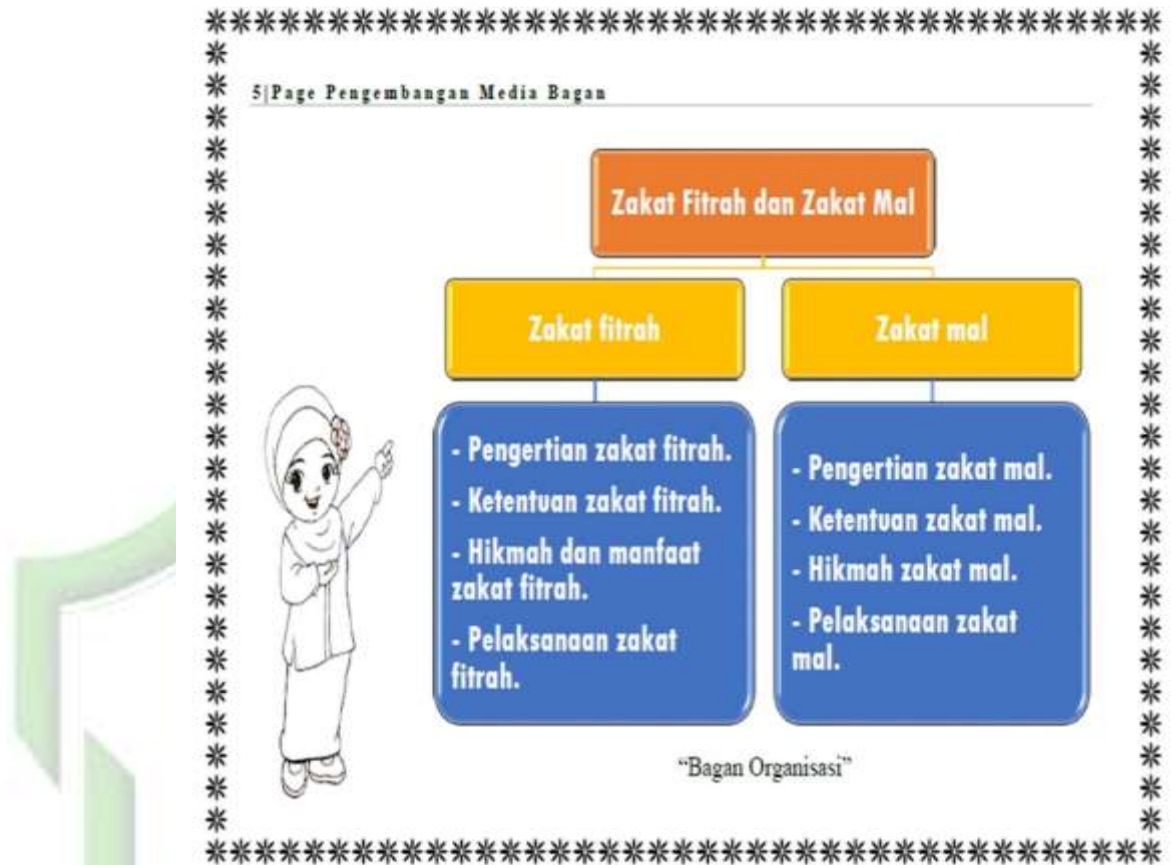 5|Page Pengembangan Media Bagan
Zakat Fitrah dan Zakat Mal
Zakat fitrah
Zakat mal
- Pengertian zakat fitrah.
- Ketentuan zakat fitrah.
- Hikmah dan manfaat
zakat fitrah.
- Pelaksanaan zakat
fitrah.
- Pengertian zakat mal.
- Ketentuan zakat mal.
- Hikmah zakat mal.
- Pelaksanaan zakat
mal.
“Bagan Organisasi”